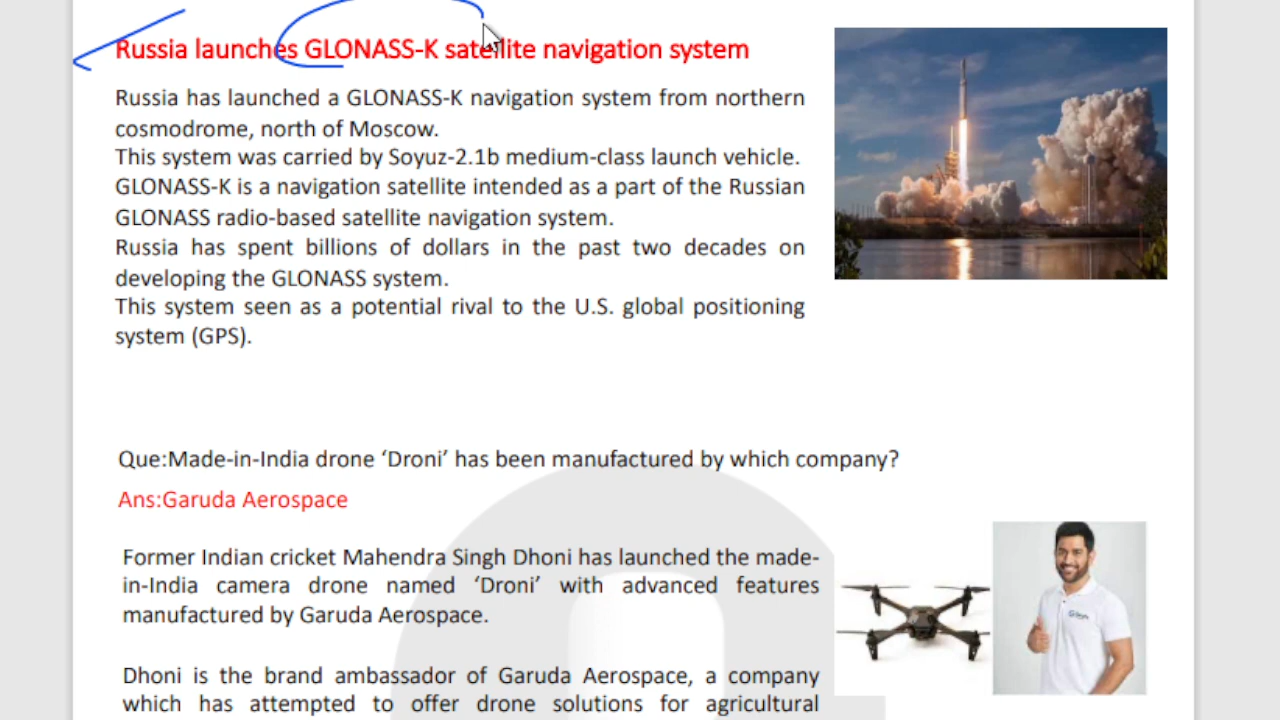 Russia launches GLONASS-K satellite navigation system
Russia has launched a GLONASS-K navigation system from northern
cosmodrome, north of Moscow.
This system was carried by Soyuz-2.1b medium-class launch vehicle.
GLONASS-K is a navigation satellite intended as a part of the Russian
GLONASS radio-based satellite navigation system.
Russia has spent billions of dollars in the past two decades on
developing the GLONASS system.
This system seen as a potential rival to the U.S. global positioning
system (GPS).
Que:Made-in-India drone ‘Droni’ has been manufactured by which company?
Ans:Garuda Aerospace
Former Indian cricket Mahendra Singh Dhoni has launched the made-
in-India camera drone named ‘Droni’ with advanced features
manufactured by Garuda Aerospace.
Dhoni is the brand ambassador of Garuda Aerospace, a company
which has attempted to offer drone solutions for agricultural